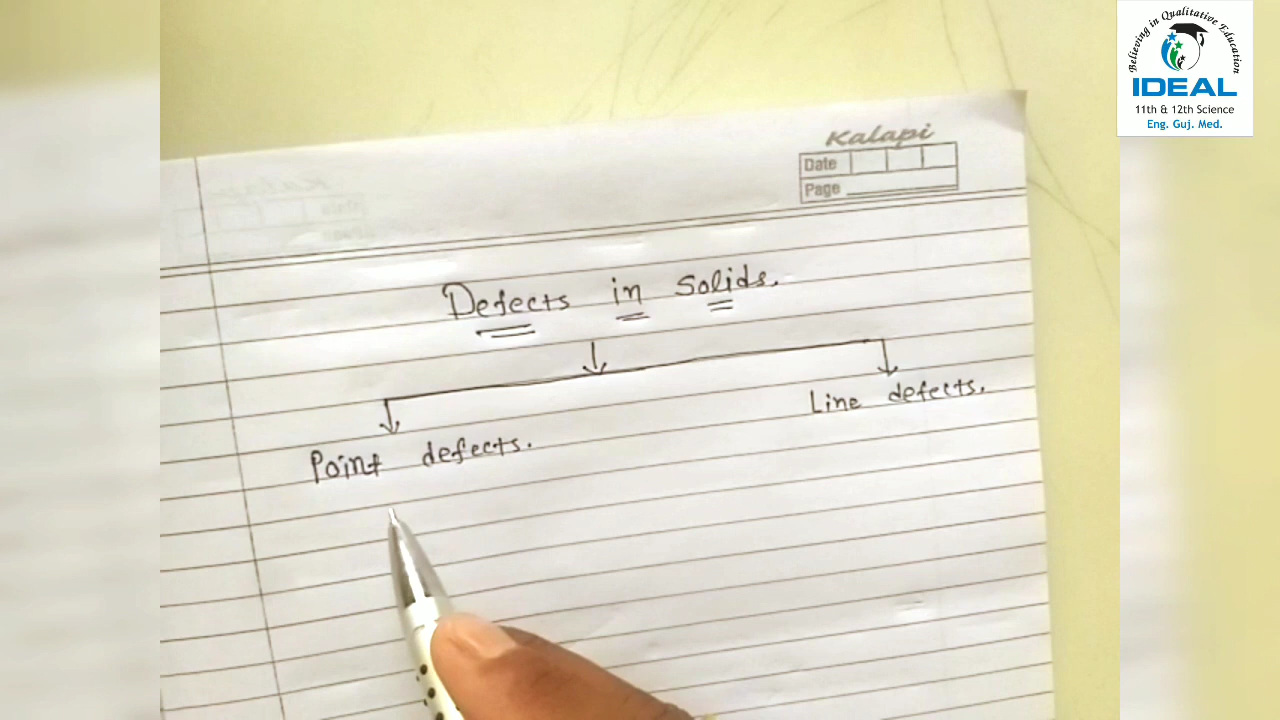 Believing in Qualitative Education
IDEAL
11th & 12th Science
Eng. Guj. Med.
Kalapi
Date
Page
Defects in Solids.
Line defects.
Point defects.